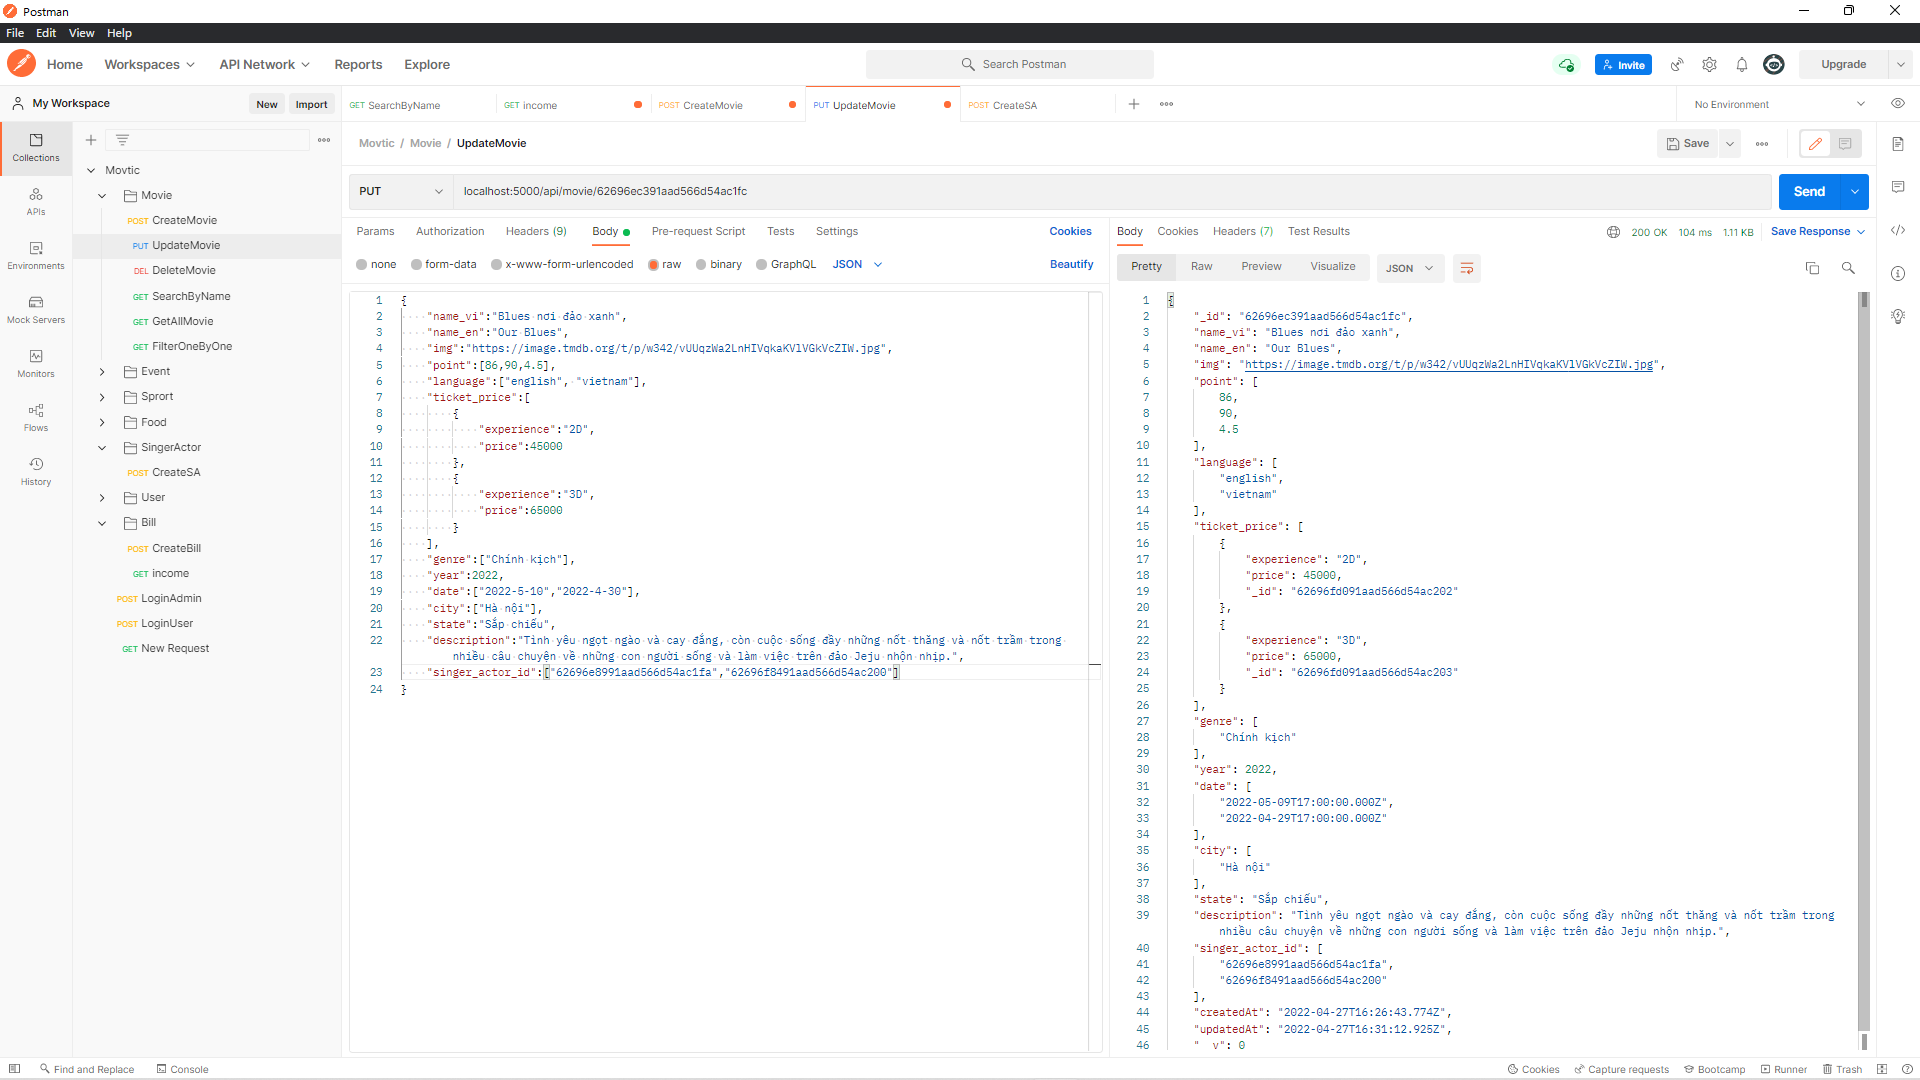 Postman
File Edit View Help
Home Workspaces API Network Reports Explore
Search Postman
Invite
Upgrade
My Workspace
New Import
GET SearchByName
GET income
POST CreateMovie
PUT UpdateMovie
POST CreateSA
No Environment
Collections
APIs
Environments
Mock Servers
Monitors
Flows
History
Movtic
Movie
POST CreateMovie
PUT UpdateMovie
DEL DeleteMovie
GET SearchByName
GET GetAllMovie
GET FilterOneByOne
Event
Sprort
Food
SingerActor
POST CreateSA
User
Bill
POST CreateBill
GET income
POST LoginAdmin
POST LoginUser
GET New Request
Movtic / Movie / UpdateMovie
Save
PUT
localhost:5000/api/movie/62696ec391aad566d54ac1fc
Send
Params Authorization Headers (9) Body Pre-request Script Tests Settings
Cookies
none form-data x-www-form-urlencoded raw binary GraphQL JSON
Beautify
1 {
2 "name_vi":"Blues nơi đảo xanh",
3 "name_en":"Our Blues",
4 "img":"https://image.tmdb.org/t/p/w342/vUUqzWa2LnHIVqkaKVlVGkVcZIW.jpg",
5 "point":[86,90,4.5],
6 "language":["english", "vietnam"],
7 "ticket_price":[
8 {
9 "experience":"2D",
10 "price":45000
11 },
12 {
13 "experience":"3D",
14 "price":65000
15 }
16 ],
17 "genre":["Chính kịch"],
18 "year":2022,
19 "date":["2022-5-10","2022-4-30"],
20 "city":["Hà nội"],
21 "state":"Sắp chiếu",
22 "description":"Tình yêu ngọt ngào và cay đắng, còn cuộc sống đầy những nốt thăng và nốt trầm trong
nhiều câu chuyện về những con người sống và làm việc trên đảo Jeju nhộn nhịp.",
23 "singer_actor_id":["62696e8991aad566d54ac1fa","62696f8491aad566d54ac200"]
24 }
Body Cookies Headers (7) Test Results
200 OK 104 ms 1.11 KB Save Response
Pretty Raw Preview Visualize JSON
1 {
2 "_id": "62696ec391aad566d54ac1fc",
3 "name_vi": "Blues nơi đảo xanh",
4 "name_en": "Our Blues",
5 "img": "https://image.tmdb.org/t/p/w342/vUUqzWa2LnHIVqkaKVlVGkVcZIW.jpg",
6 "point": [
7 86,
8 90,
9 4.5
10 ],
11 "language": [
12 "english",
13 "vietnam"
14 ],
15 "ticket_price": [
16 {
17 "experience": "2D",
18 "price": 45000,
19 "_id": "62696fd091aad566d54ac202"
20 },
21 {
22 "experience": "3D",
23 "price": 65000,
24 "_id": "62696fd091aad566d54ac203"
25 }
26 ],
27 "genre": [
28 "Chính kịch"
29 ],
30 "year": 2022,
31 "date": [
32 "2022-05-09T17:00:00.000Z",
33 "2022-04-29T17:00:00.000Z"
34 ],
35 "city": [
36 "Hà nội"
37 ],
38 "state": "Sắp chiếu",
39 "description": "Tình yêu ngọt ngào và cay đắng, còn cuộc sống đầy những nốt thăng và nốt trầm trong
nhiều câu chuyện về những con người sống và làm việc trên đảo Jeju nhộn nhịp.",
40 "singer_actor_id": [
41 "62696e8991aad566d54ac1fa",
42 "62696f8491aad566d54ac200"
43 ],
44 "createdAt": "2022-04-27T16:26:43.774Z",
45 "updatedAt": "2022-04-27T16:31:12.925Z",
46 "__v": 0
Find and Replace Console
Cookies Capture requests Bootcamp Runner Trash